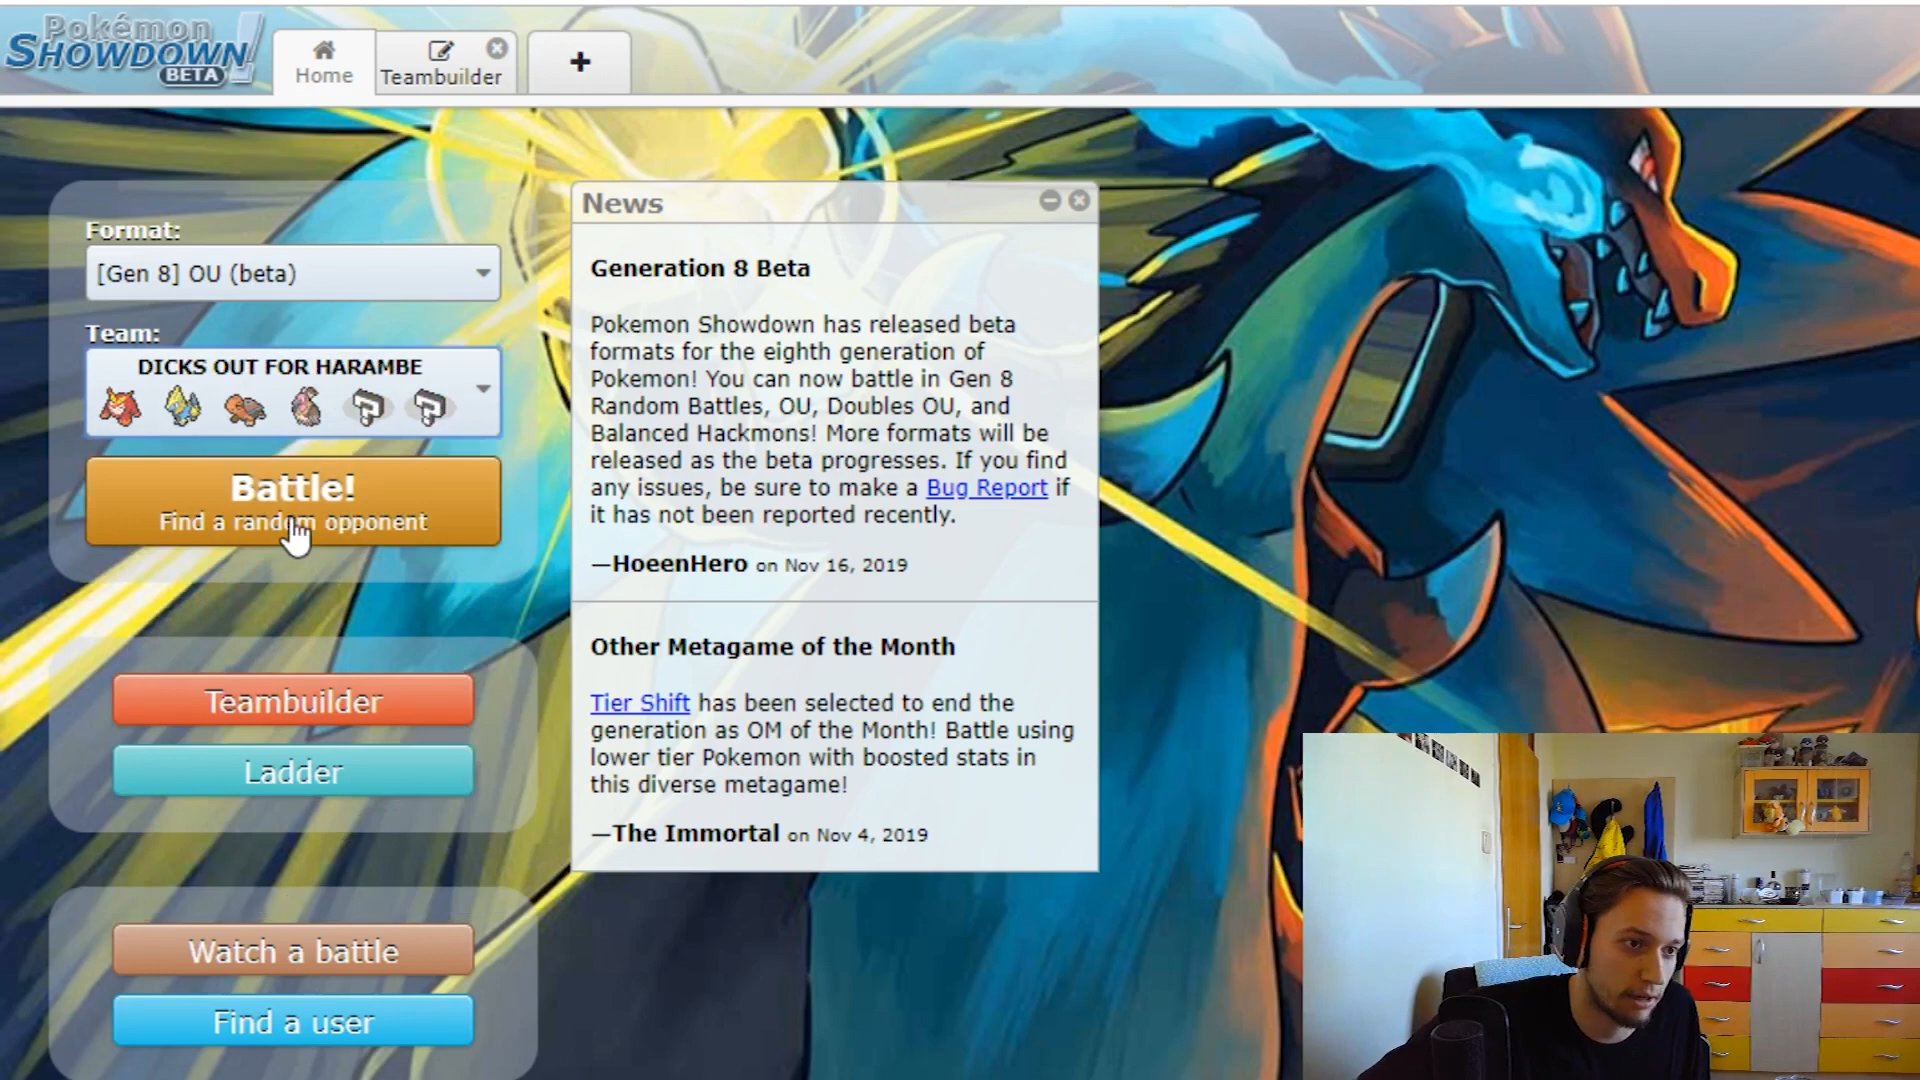 Pokémon
SHOWDOWN!
BETA
Home
Teambuilder
+
Format:
[Gen 8] OU (beta)
Team:
DICKS OUT FOR HARAMBE
Battle!
Find a random opponent
Teambuilder
Ladder
Watch a battle
Find a user
News
Generation 8 Beta
Pokemon Showdown has released beta
formats for the eighth generation of
Pokemon! You can now battle in Gen 8
Random Battles, OU, Doubles OU, and
Balanced Hackmons! More formats will be
released as the beta progresses. If you find
any issues, be sure to make a Bug Report if
it has not been reported recently.
—HoeenHero on Nov 16, 2019
Other Metagame of the Month
Tier Shift has been selected to end the
generation as OM of the Month! Battle using
lower tier Pokemon with boosted stats in
this diverse metagame!
—The Immortal on Nov 4, 2019